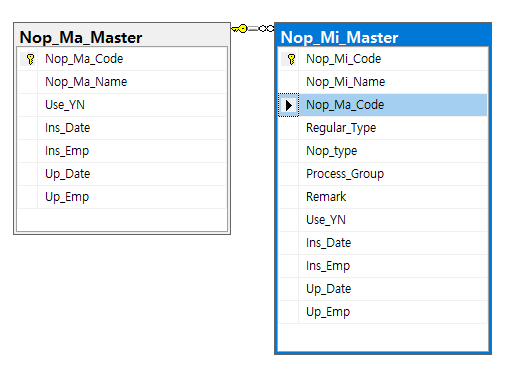 Nop_Ma_Master
Nop_Ma_Code
Nop_Ma_Name
Use_YN
Ins_Date
Ins_Emp
Up_Date
Up_Emp
Nop_Mi_Master
Nop_Mi_Code
Nop_Mi_Name
Nop_Ma_Code
Regular_Type
Nop_type
Process_Group
Remark
Use_YN
Ins_Date
Ins_Emp
Up_Date
Up_Emp